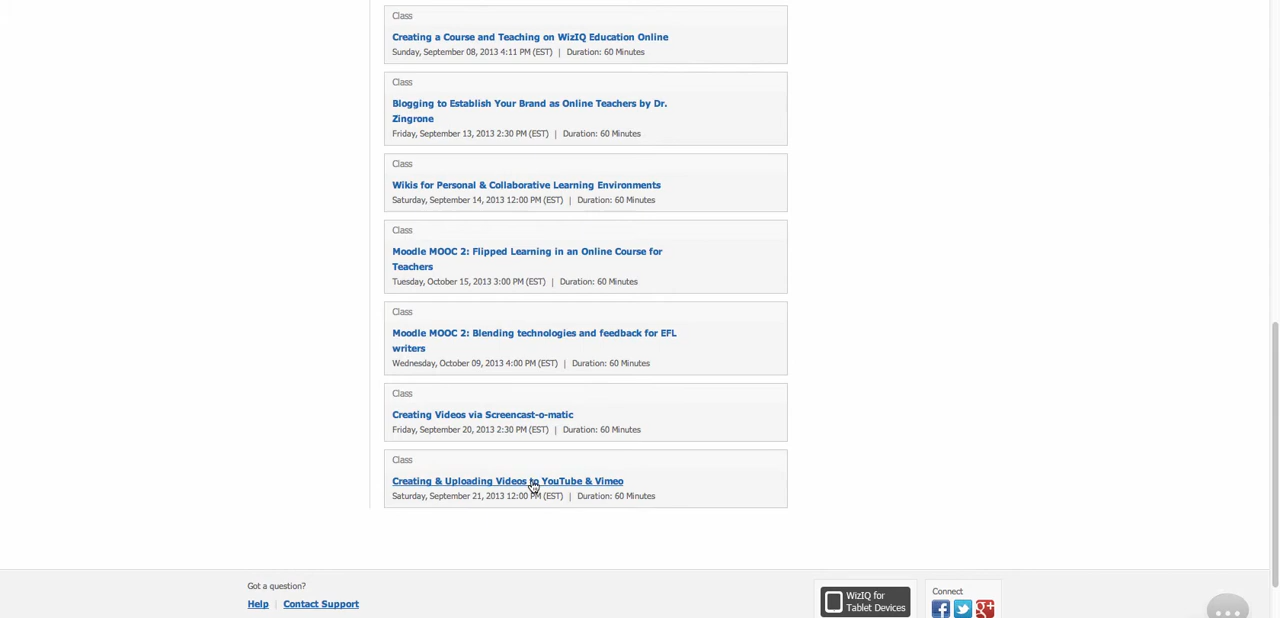 Class
Creating a Course and Teaching on WizIQ Education Online
Sunday, September 08, 2013 4:11 PM (EST) | Duration: 60 Minutes
Class
Blogging to Establish Your Brand as Online Teachers by Dr.
Zingrone
Friday, September 13, 2013 2:30 PM (EST) | Duration: 60 Minutes
Class
Wikis for Personal & Collaborative Learning Environments
Saturday, September 14, 2013 12:00 PM (EST) | Duration: 60 Minutes
Class
Moodle MOOC 2: Flipped Learning in an Online Course for
Teachers
Tuesday, October 15, 2013 3:00 PM (EST) | Duration: 60 Minutes
Class
Moodle MOOC 2: Blending technologies and feedback for EFL
writers
Wednesday, October 09, 2013 4:00 PM (EST) | Duration: 60 Minutes
Class
Creating Videos via Screencast-o-matic
Friday, September 20, 2013 2:30 PM (EST) | Duration: 60 Minutes
Class
Creating & Uploading Videos to YouTube & Vimeo
Saturday, September 21, 2013 12:00 PM (EST) | Duration: 60 Minutes
Got a question?
Help | Contact Support
WizIQ for
Tablet Devices
Connect